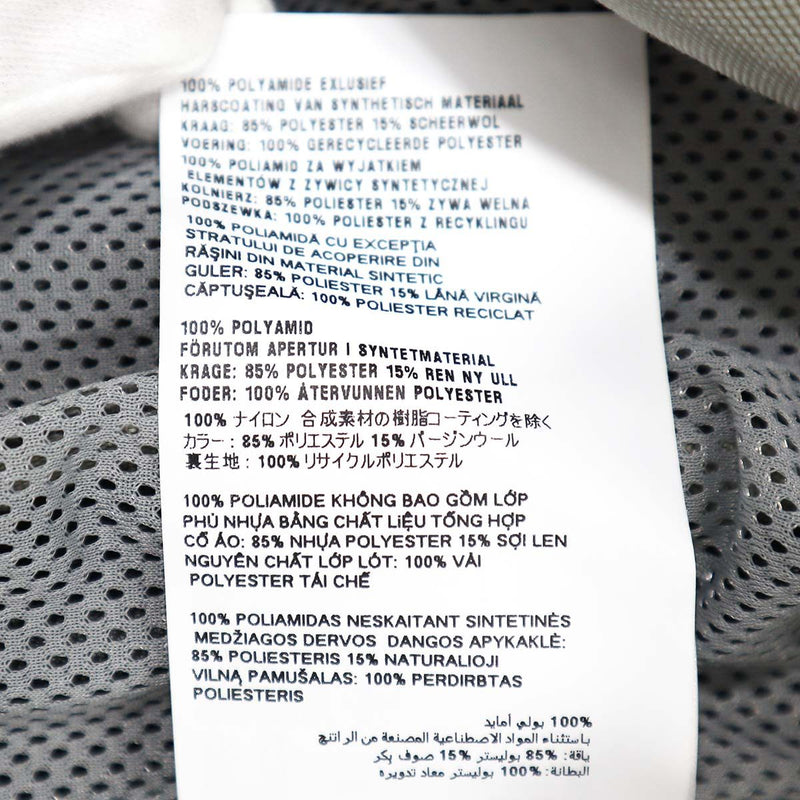 100% POLYAMIDE EXLUSIEF
HARSCOATING VAN SYNTHETISCH MATERIAAL
KRAAG: 85% POLYESTER 15% SCHEERWOL
VOERING: 100% GERECYCLEERDE POLYESTER
100% POLIAMID ZA WYJATKIEM
ELEMENTÓW Z ZYWICY SYNTETYCZNEJ
KOLNIERZ: 85% POLIESTER 15% ZYWA WELNA
PODSZEWKA: 100% POLIESTER Z RECYKLINGU
100% POLIAMIDĂ CU EXCEPȚIA
STRATULUI DE ACOPERIRE DIN
RĂȘINI DIN MATERIAL SINTETIC
GULER: 85% POLIESTER 15% LÂNĂ VIRGINĂ
CĂPTUȘEALĂ: 100% POLIESTER RECICLAT
100% POLYAMID
FÖRUTOM APERTUR I SYNTETMATERIAL
KRAGE: 85% POLYESTER 15% REN NY ULL
FODER: 100% ÅTERVUNNEN POLYESTER
100% ナイロン 合成素材の樹脂コーティングを除く
カラー : 85% ポリエステル 15% バージンウール
裏生地 : 100% リサイクルポリエステル
100% POLIAMIDE KHÔNG BAO GỒM LỚP
PHỦ NHỰA BẰNG CHẤT LIỆU TỔNG HỢP
CỔ ÁO: 85% NHỰA POLYESTER 15% SỢI LEN
NGUYÊN CHẤT LỚP LÓT: 100% VẢI
POLYESTER TÁI CHẾ
100% POLIAMIDAS NESKAITANT SINTETINĖS
MEDŽIAGOS DERVOS DANGOS APYKAKLĖ:
85% POLIESTERIS 15% NATURALIOJI
VILNĄ PAMUŠALAS: 100% PERDIRBTAS
POLIESTERIS
100% بولي أمايد
باستثناء المواد الاصطناعية المصنعة من الراتنج
ياقة: 85% بوليستر 15% صوف بكر
البطانة: 100% بوليستر معاد تدويره